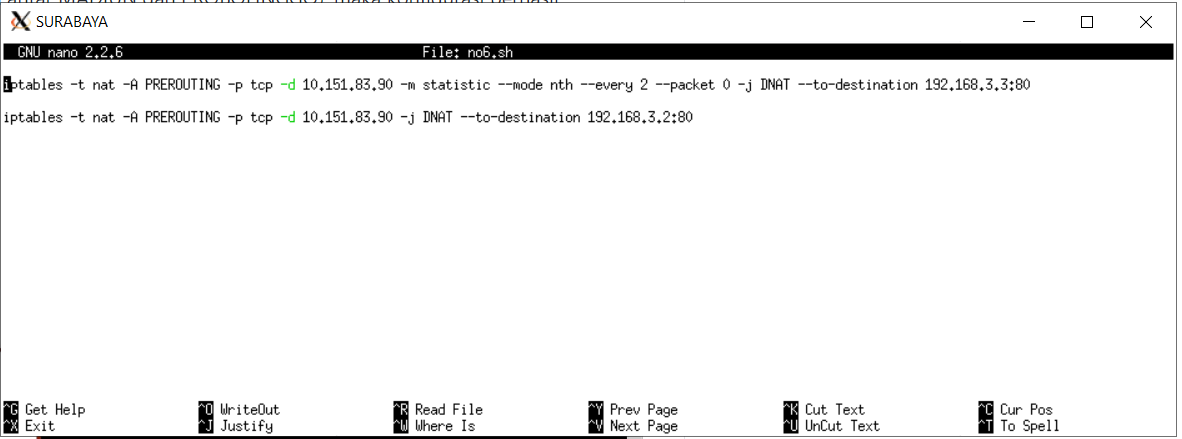 SURABAYA
GNU nano 2.2.6 File: no6.sh
iptables -t nat -A PREROUTING -p tcp -d 10.151.83.90 -m statistic --mode nth --every 2 --packet 0 -j DNAT --to-destination 192.168.3.3:80
iptables -t nat -A PREROUTING -p tcp -d 10.151.83.90 -j DNAT --to-destination 192.168.3.2:80
^G Get Help ^O WriteOut ^R Read File ^Y Prev Page ^K Cut Text ^C Cur Pos
^X Exit ^J Justify ^W Where Is ^V Next Page ^U UnCut Text ^T To Spell